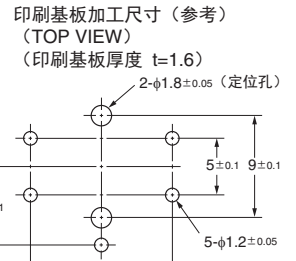 印刷基板加工尺寸（参考）
（TOP VIEW）
（印刷基板厚度 t=1.6）
2-φ1.8±0.05（定位孔）
5±0.1 9±0.1
5-φ1.2±0.05